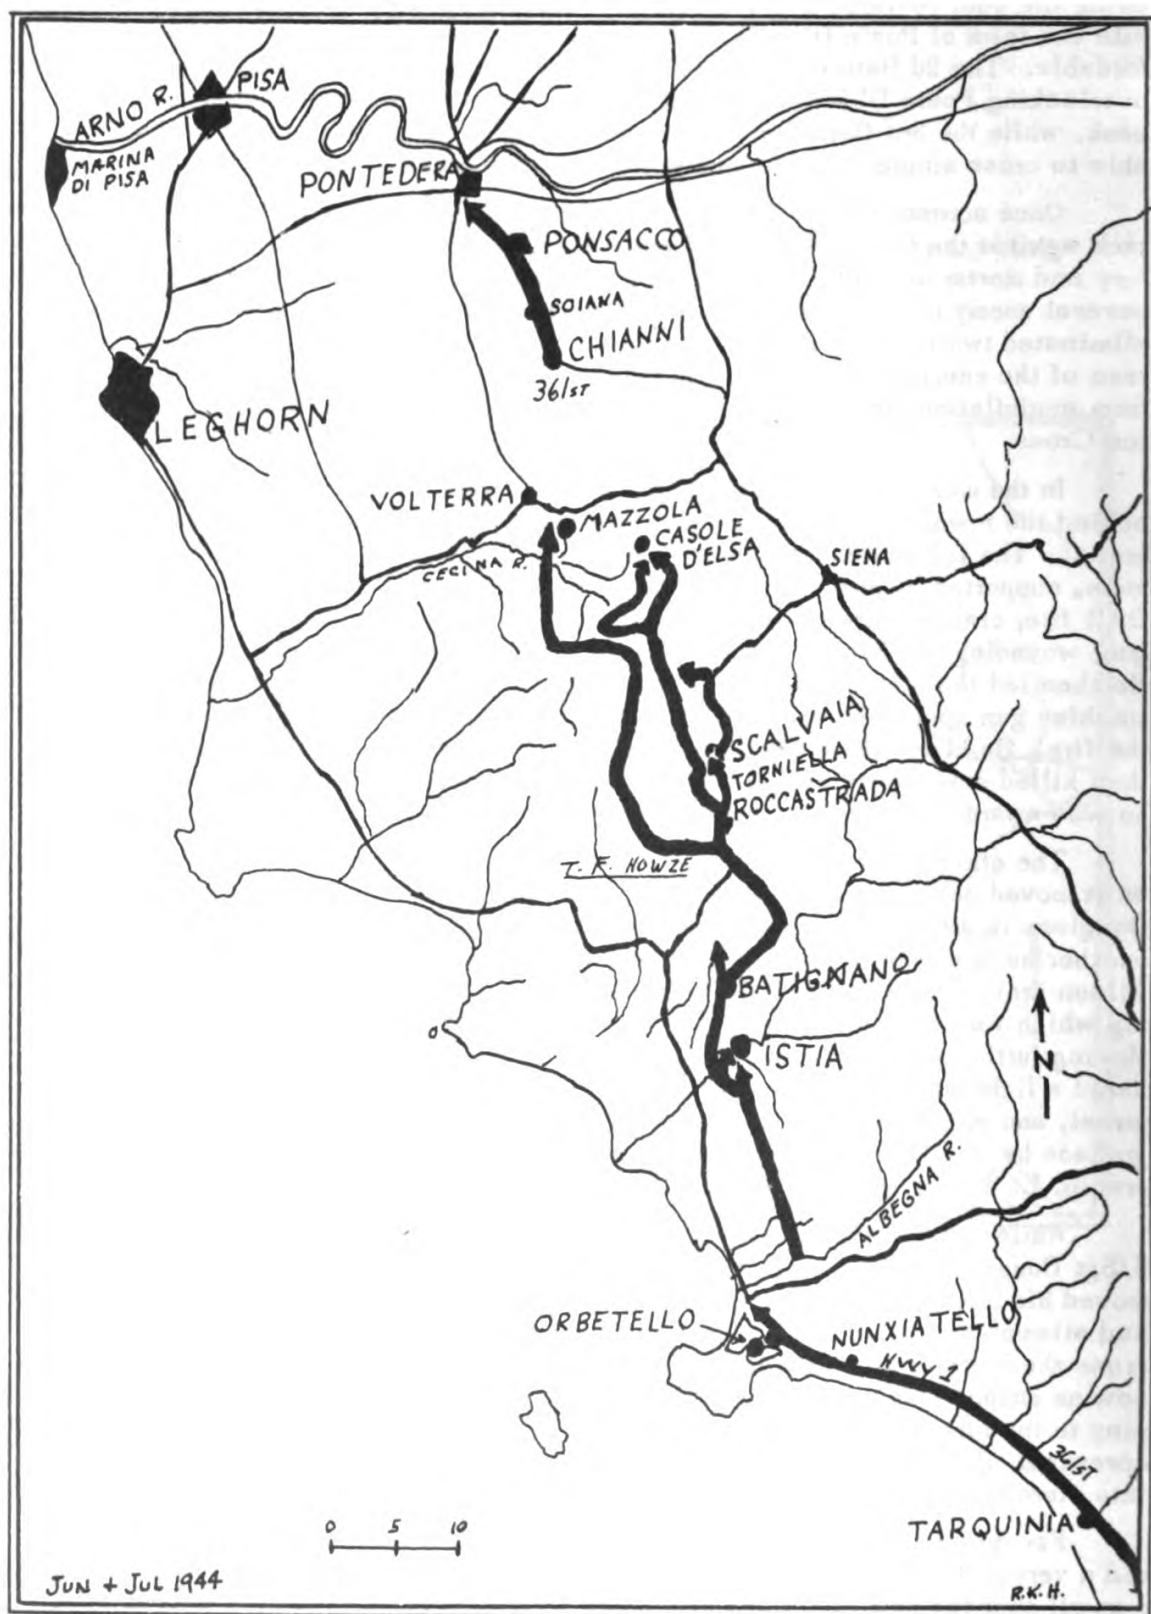 PISA
ARNO R.
MARINA
DI PISA
PONTEDERA
PONSACCO
SOIANA
CHIANNI
361ST
LEGHORN
VOLTERRA
MAZZOLA
CASOLE
D'ELSA
CECINA R.
SIENA
SCALVAIA
TORNIELLA
ROCCASTRADA
T. F. HOWZE
BATIGNANO
ISTIA
N
ALBEGNA R.
ORBETELLO
NUNXIATELLO
HWY 1
361ST
TARQUINIA
0 5 10
JUN + JUL 1944
R.K.H.